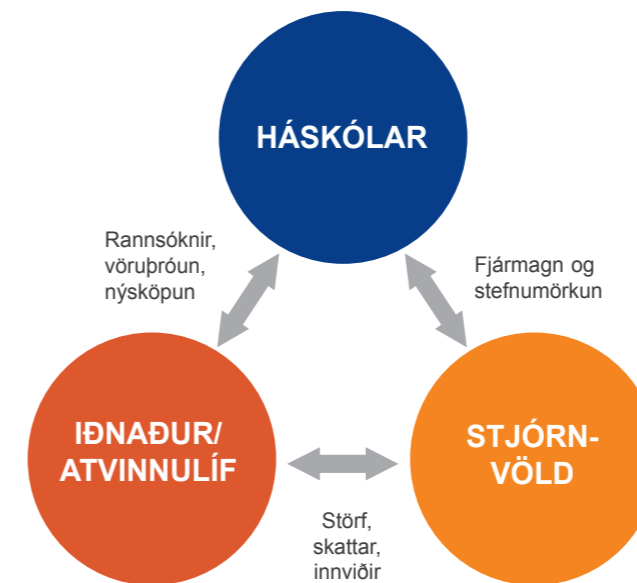 HÁSKÓLAR
Rannsóknir,
vöruþróun,
nýsköpun
Fjármagn og
stefnumörkun
IÐNAÐUR/
ATVINNULÍF
STJÓRN-
VÖLD
Störf,
skattar,
innviðir